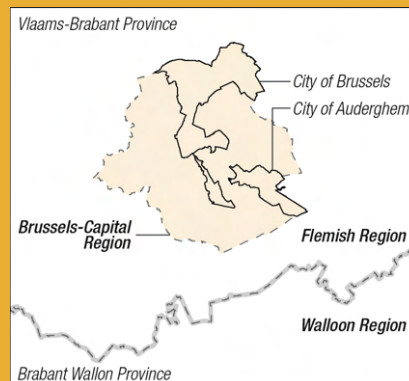 Vlaams-Brabant Province
City of Brussels
City of Auderghem
Brussels-Capital
Region
Flemish Region
Walloon Region
Brabant Wallon Province